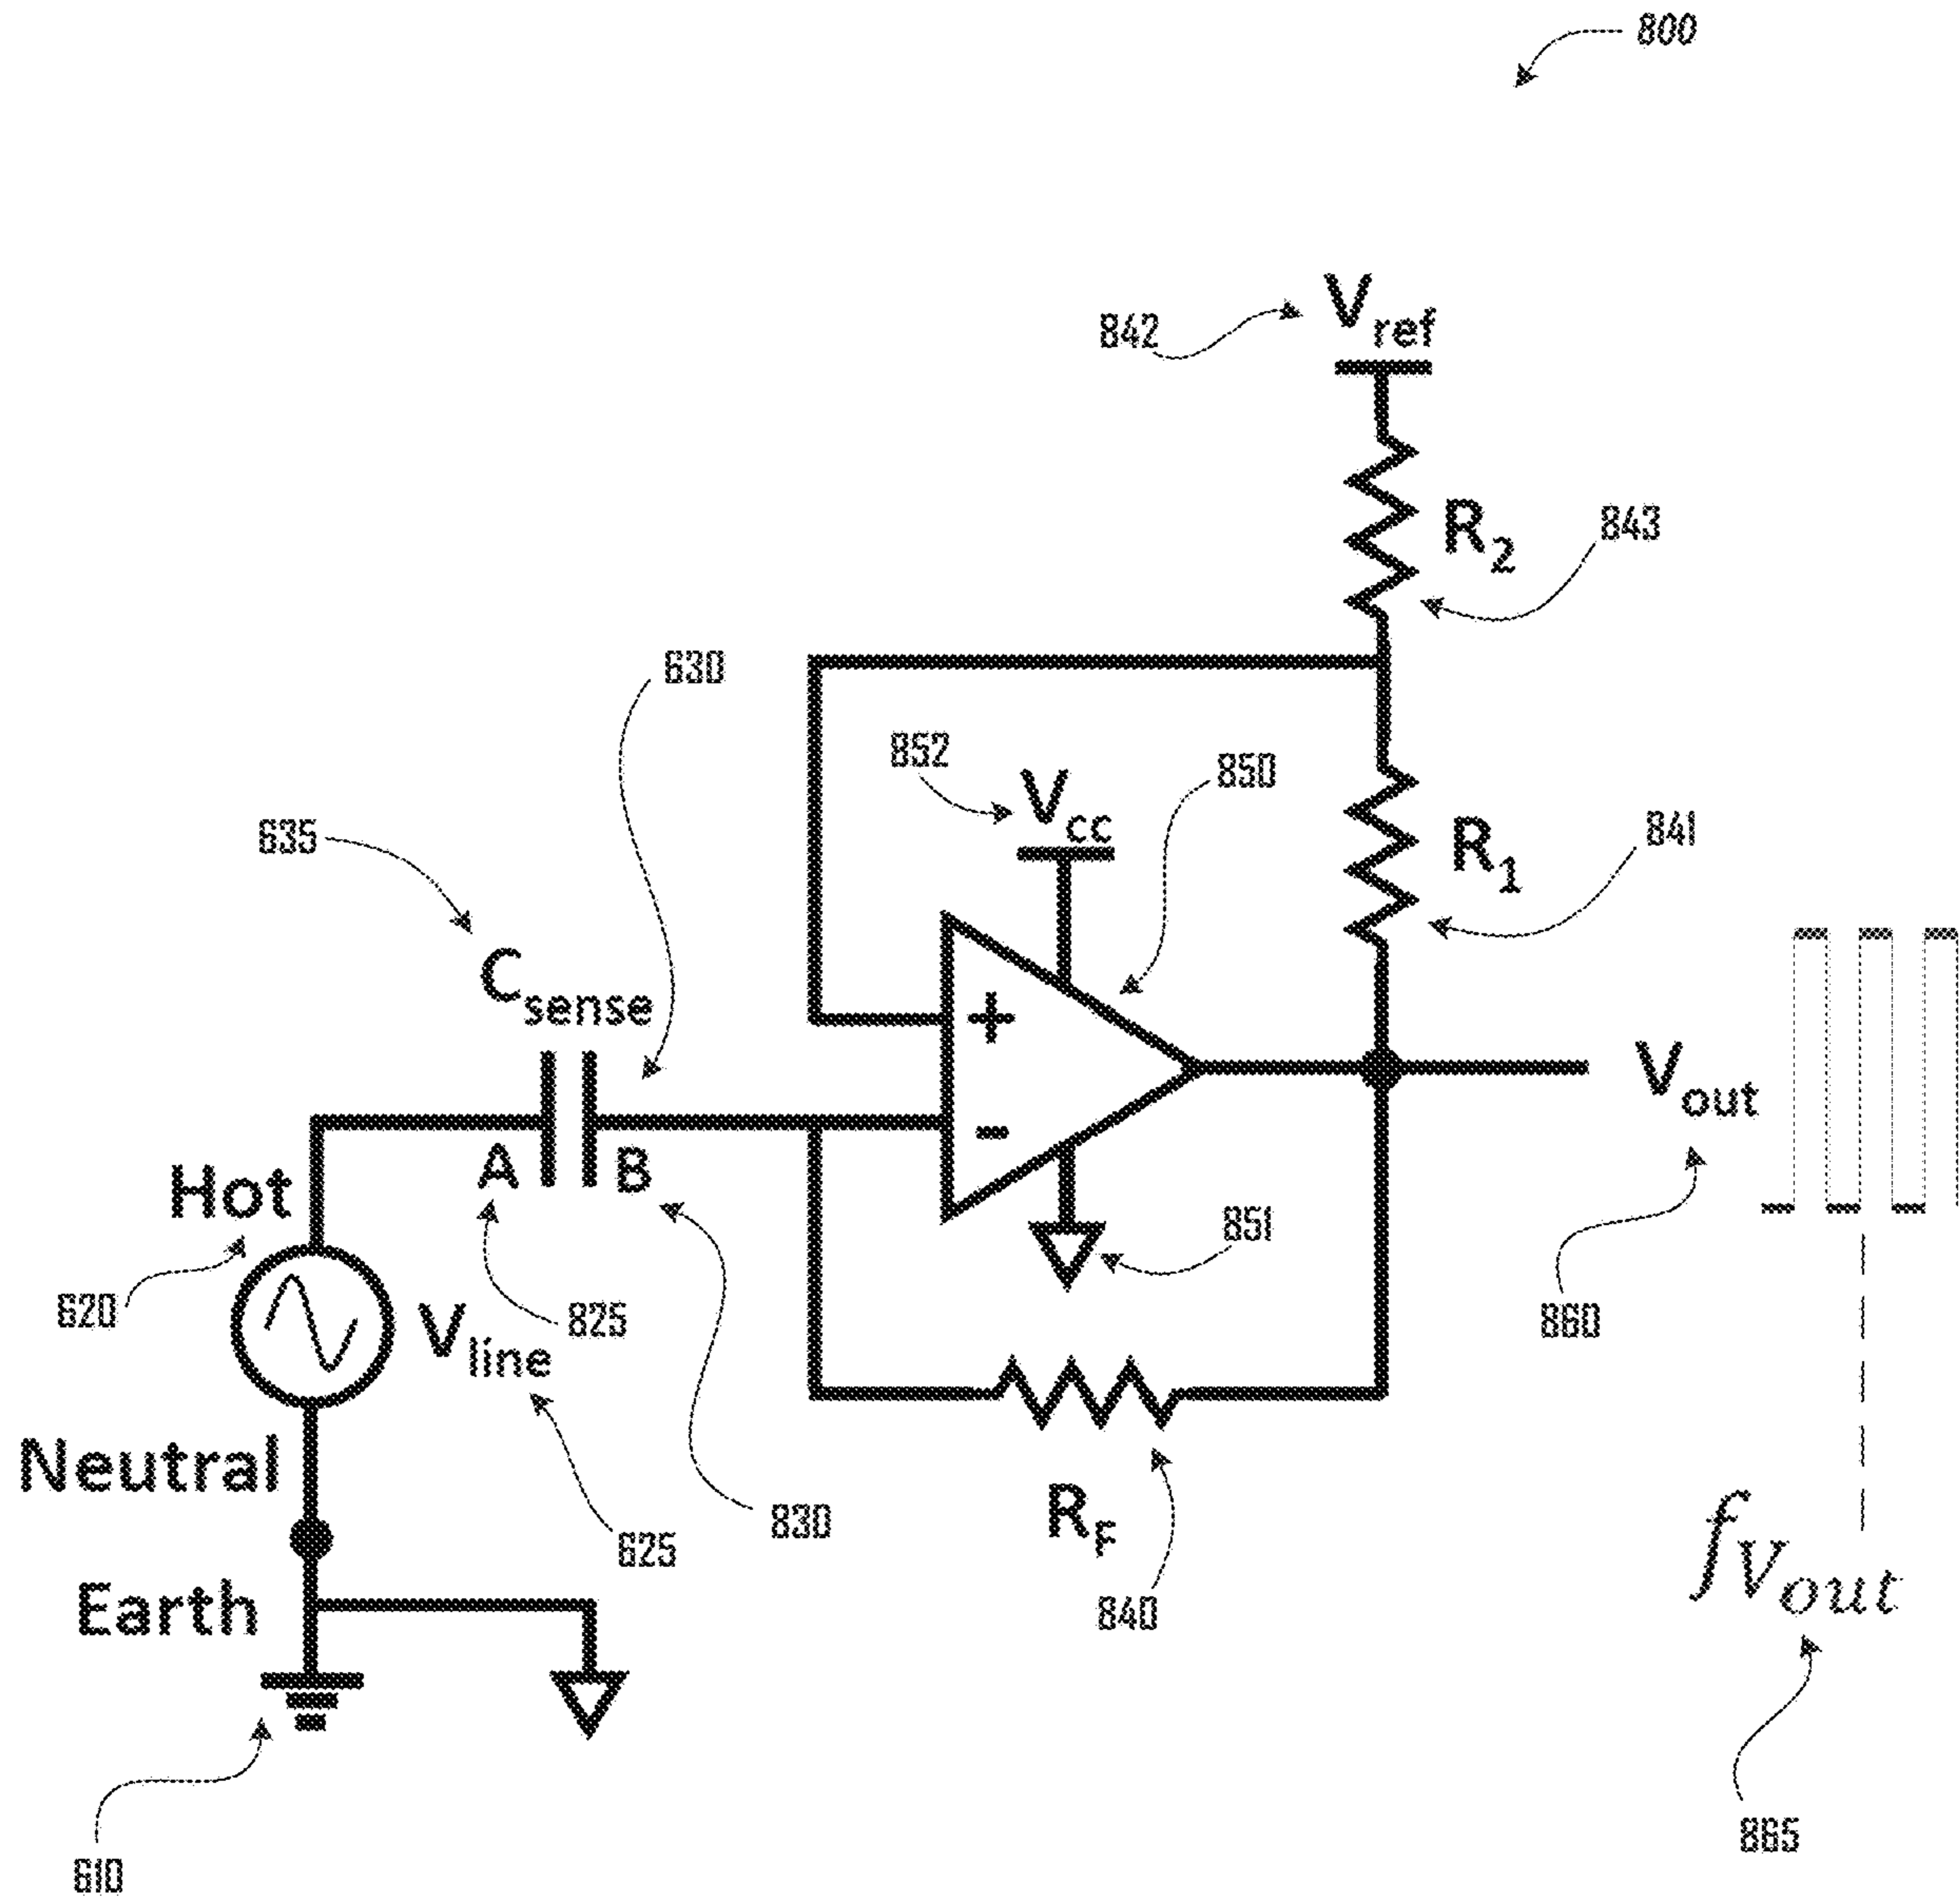 800
842
Vref
R2
843
630
852
Vcc
850
R1
841
635
Csense
+
Vout
Hot
A
B
-
851
620
825
Vline
860
Neutral
RF
830
625
fVout
Earth
840
865
610